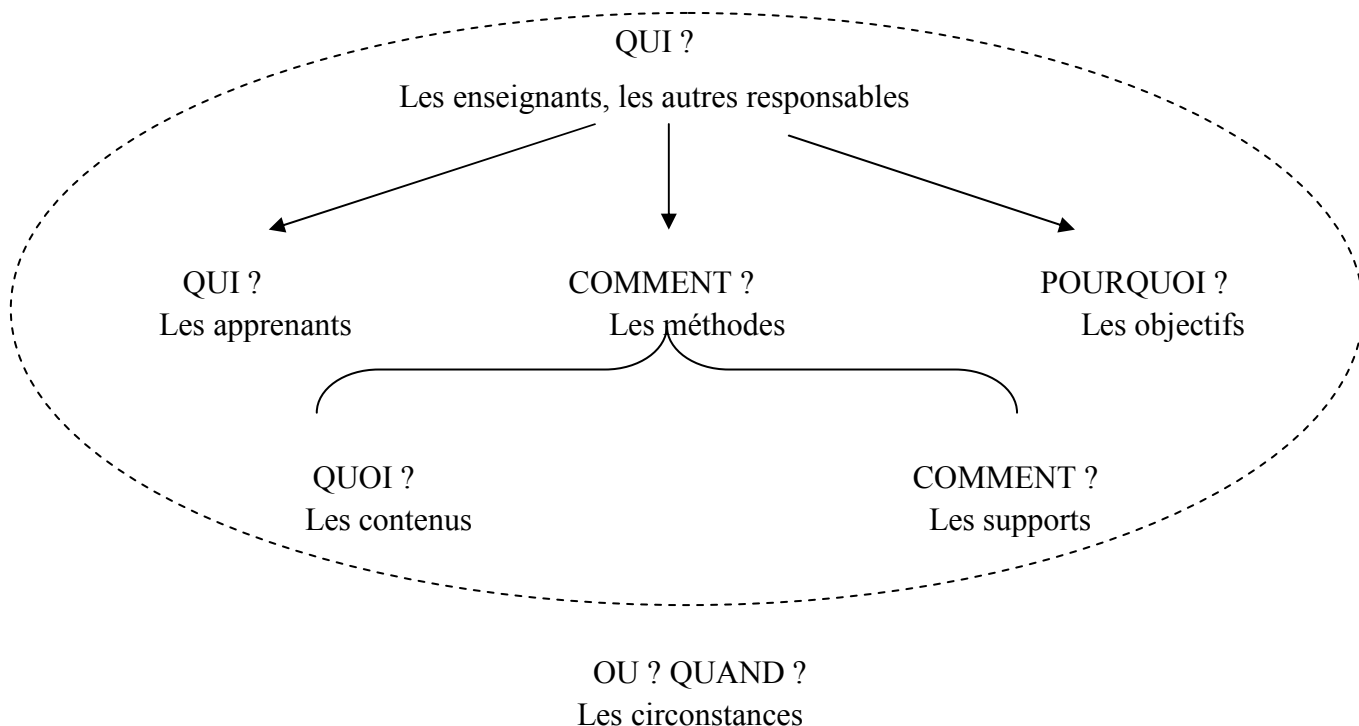 QUI ?
Les enseignants, les autres responsables
QUI ?
Les apprenants
COMMENT ?
Les méthodes
POURQUOI ?
Les objectifs
QUOI ?
Les contenus
COMMENT ?
Les supports
OU ? QUAND ?
Les circonstances